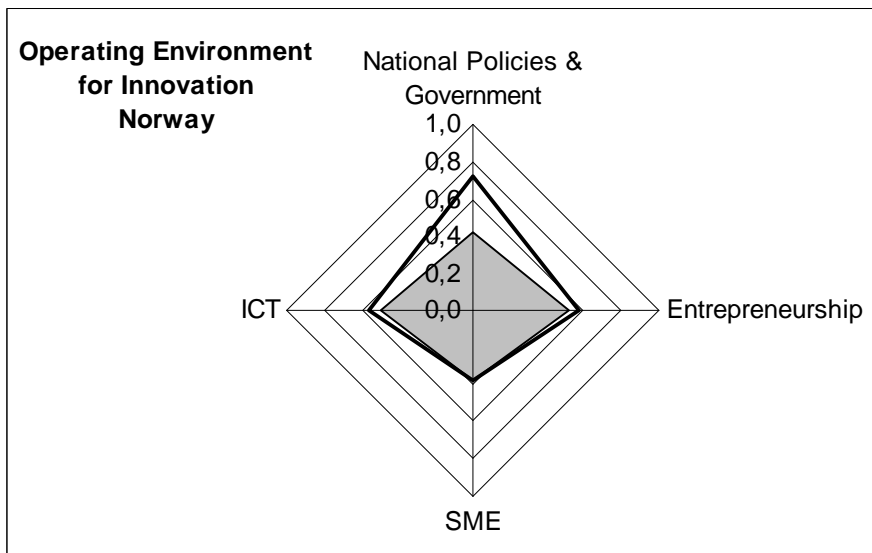 Operating Environment
for Innovation
Norway
National Policies &
Government
1,0
0,8
0,6
0,4
0,2
0,0
ICT
Entrepreneurship
SME